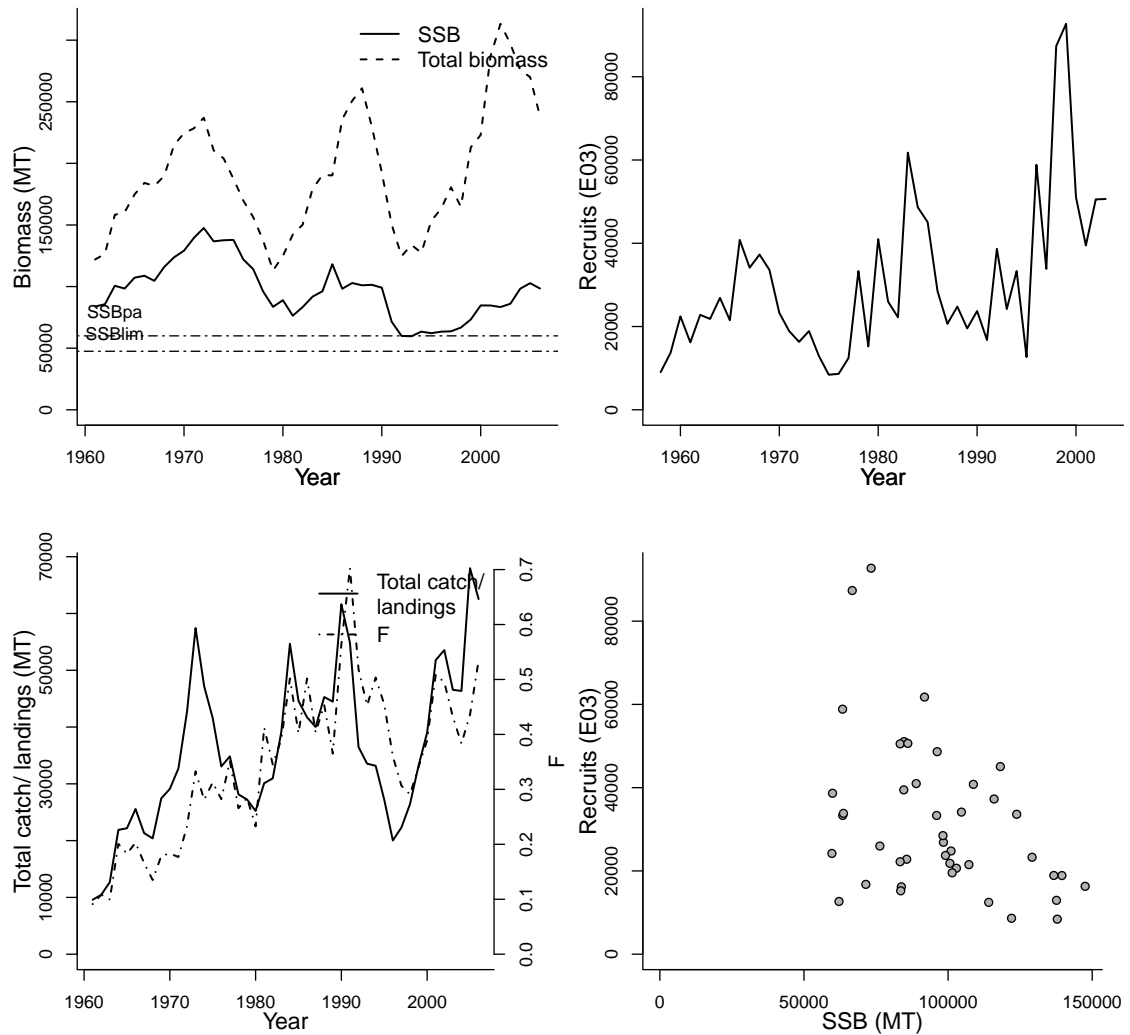 SSB
Total biomass
Biomass (MT)
0
50000
150000
250000
SSBpa
SSBlim
1960 1970 1980 1990 2000
Year
Recruits (E03)
0 20000 40000 60000 80000
1960 1970 1980 1990 2000
Year
Total catch/
landings
F
Total catch/ landings (MT)
0 10000 30000 50000 70000
F
0.0 0.1 0.2 0.3 0.4 0.5 0.6 0.7
1960 1970 1980 1990 2000
Year
Recruits (E03)
0 20000 40000 60000 80000
0 50000 100000 150000
SSB (MT)